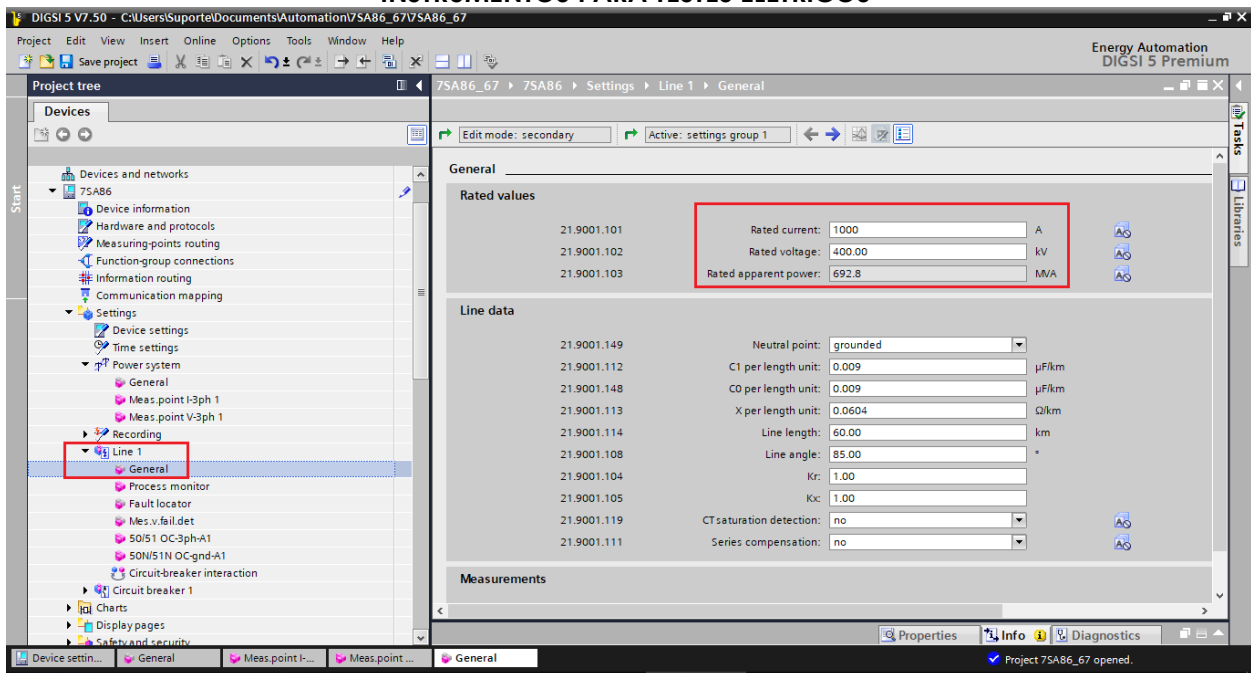 INSTRUMENTOS PARA TESTES ELÉTRICOS
DIGSI 5 V7.50 - C:\Users\Suporte\Documents\Automation\7SA86_67\7SA86_67
Project Edit View Insert Online Options Tools Window Help
Energy Automation
DIGSI 5 Premium
Save project
Project tree
7SA86_67 ▸ 7SA86 ▸ Settings ▸ Line 1 ▸ General
Devices
Edit mode: secondary
Active: settings group 1
Start
Tasks
Libraries
Devices and networks
7SA86
Device information
Hardware and protocols
Measuring-points routing
Function-group connections
Information routing
Communication mapping
Settings
Device settings
Time settings
Power system
General
Meas.point I-3ph 1
Meas.point V-3ph 1
Recording
Line 1
General
Process monitor
Fault locator
Mes.v.fail.det
50/51 OC-3ph-A1
50N/51N OC-gnd-A1
Circuit-breaker interaction
Circuit breaker 1
Charts
Display pages
Safety and security
General
Rated values
21.9001.101 Rated current: 1000 A
21.9001.102 Rated voltage: 400.00 kV
21.9001.103 Rated apparent power: 692.8 MVA
Line data
21.9001.149 Neutral point: grounded
21.9001.112 C1 per length unit: 0.009 µF/km
21.9001.148 C0 per length unit: 0.009 µF/km
21.9001.113 X per length unit: 0.0604 Ω/km
21.9001.114 Line length: 60.00 km
21.9001.108 Line angle: 85.00 °
21.9001.104 Kr: 1.00
21.9001.105 Kx: 1.00
21.9001.119 CT saturation detection: no
21.9001.111 Series compensation: no
Measurements
Properties Info Diagnostics
Device settin... General Meas.point I-... Meas.point ... General
Project 7SA86_67 opened.